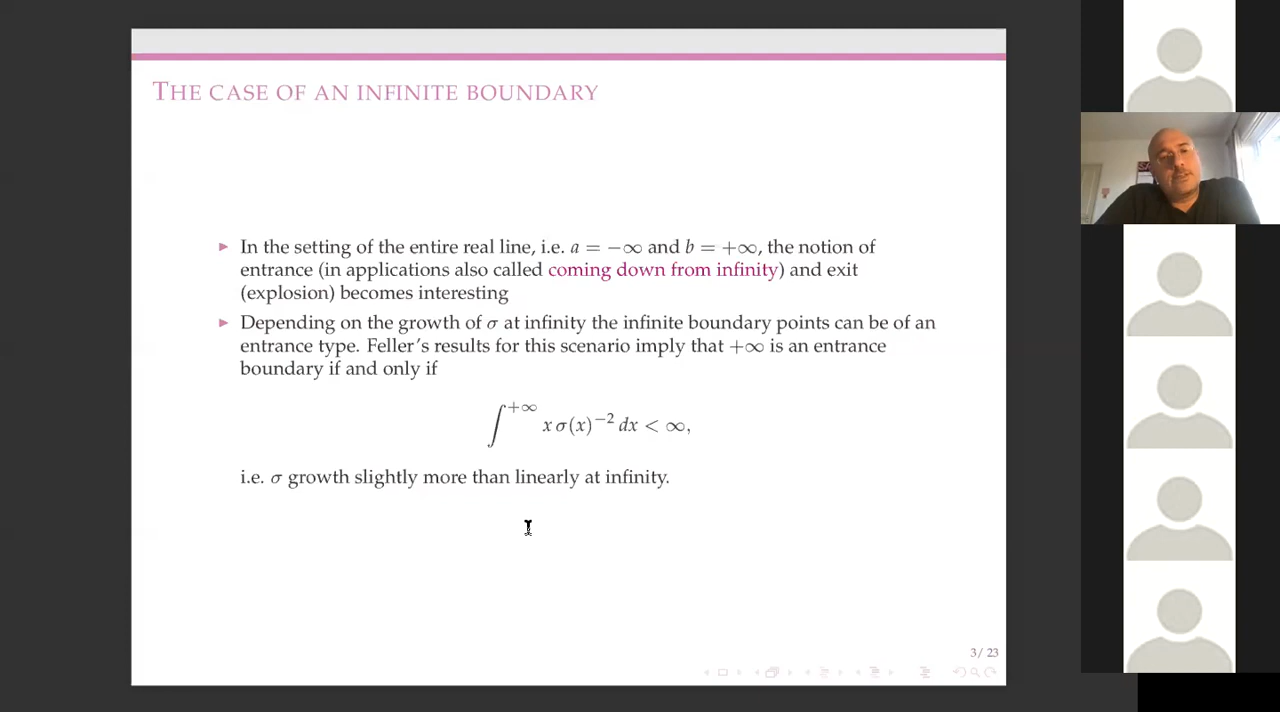 THE CASE OF AN INFINITE BOUNDARY
▶ In the setting of the entire real line, i.e. a = −∞ and b = +∞, the notion of
entrance (in applications also called coming down from infinity) and exit
(explosion) becomes interesting
▶ Depending on the growth of σ at infinity the infinite boundary points can be of an
entrance type. Feller's results for this scenario imply that +∞ is an entrance
boundary if and only if
∫^{+∞} x σ(x)^{−2} dx < ∞,
i.e. σ growth slightly more than linearly at infinity.
3 / 23